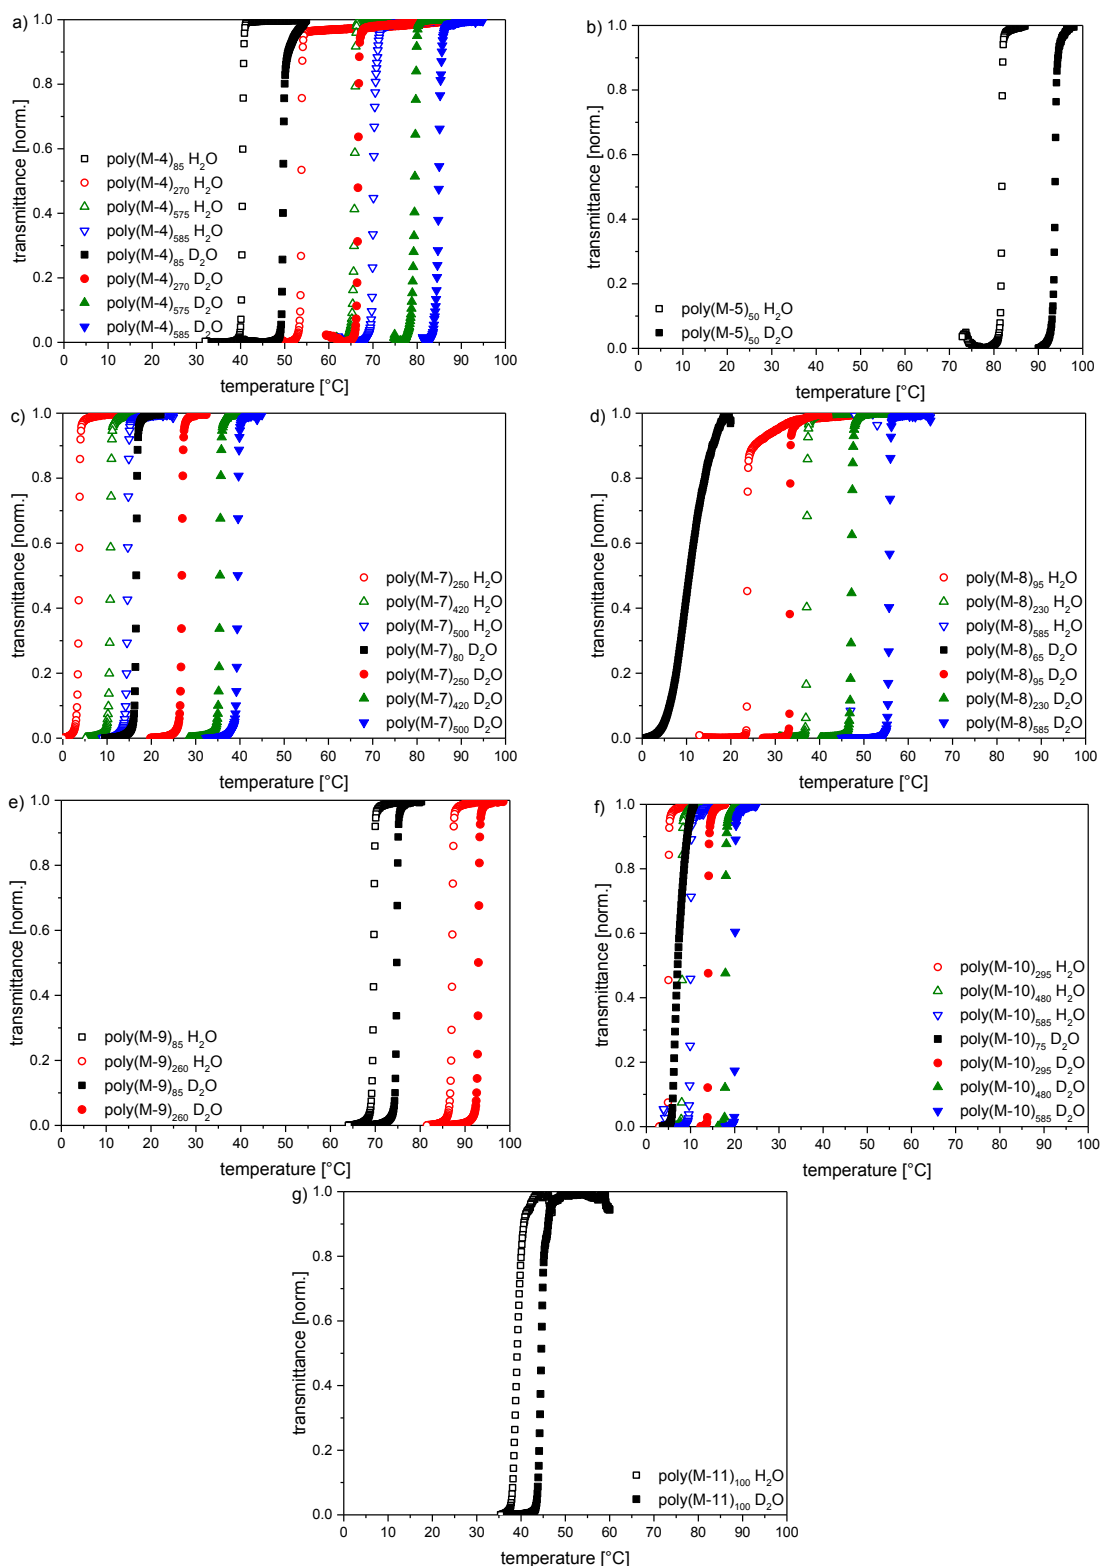 a)
transmittance [norm.]
1.0
0.8
0.6
0.4
0.2
0.0
poly(M-4)85 H2O
poly(M-4)270 H2O
poly(M-4)575 H2O
poly(M-4)585 H2O
poly(M-4)85 D2O
poly(M-4)270 D2O
poly(M-4)575 D2O
poly(M-4)585 D2O
0 10 20 30 40 50 60 70 80 90 100
temperature [°C]
b)
transmittance [norm.]
1.0
0.8
0.6
0.4
0.2
0.0
poly(M-5)50 H2O
poly(M-5)50 D2O
0 10 20 30 40 50 60 70 80 90 100
temperature [°C]
c)
transmittance [norm.]
1.0
0.8
0.6
0.4
0.2
0.0
poly(M-7)250 H2O
poly(M-7)420 H2O
poly(M-7)500 H2O
poly(M-7)80 D2O
poly(M-7)250 D2O
poly(M-7)420 D2O
poly(M-7)500 D2O
0 10 20 30 40 50 60 70 80 90 100
temperature [°C]
d)
transmittance [norm.]
1.0
0.8
0.6
0.4
0.2
0.0
poly(M-8)95 H2O
poly(M-8)230 H2O
poly(M-8)585 H2O
poly(M-8)65 D2O
poly(M-8)95 D2O
poly(M-8)230 D2O
poly(M-8)585 D2O
0 10 20 30 40 50 60 70 80 90 100
temperature [°C]
e)
transmittance [norm.]
1.0
0.8
0.6
0.4
0.2
0.0
poly(M-9)85 H2O
poly(M-9)260 H2O
poly(M-9)85 D2O
poly(M-9)260 D2O
0 10 20 30 40 50 60 70 80 90 100
temperature [°C]
f)
transmittance [norm.]
1.0
0.8
0.6
0.4
0.2
0.0
poly(M-10)295 H2O
poly(M-10)480 H2O
poly(M-10)585 H2O
poly(M-10)75 D2O
poly(M-10)295 D2O
poly(M-10)480 D2O
poly(M-10)585 D2O
0 10 20 30 40 50 60 70 80 90 100
temperature [°C]
g)
transmittance [norm.]
1.0
0.8
0.6
0.4
0.2
0.0
poly(M-11)100 H2O
poly(M-11)100 D2O
0 10 20 30 40 50 60 70 80 90 100
temperature [°C]